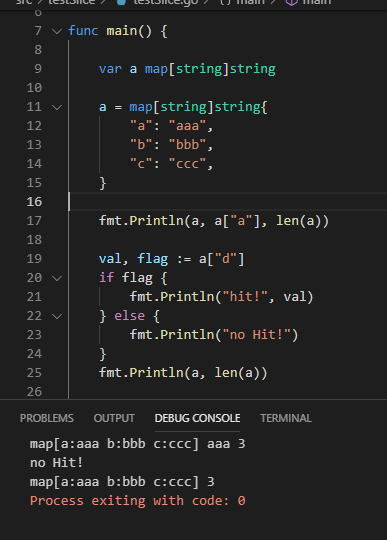 src > testSlice > testSlice.go > {} main > main
6
7 func main() {
8
9 var a map[string]string
10
11 a = map[string]string{
12 "a": "aaa",
13 "b": "bbb",
14 "c": "ccc",
15 }
16
17 fmt.Println(a, a["a"], len(a))
18
19 val, flag := a["d"]
20 if flag {
21 fmt.Println("hit!", val)
22 } else {
23 fmt.Println("no Hit!")
24 }
25 fmt.Println(a, len(a))
26
PROBLEMS OUTPUT DEBUG CONSOLE TERMINAL
map[a:aaa b:bbb c:ccc] aaa 3
no Hit!
map[a:aaa b:bbb c:ccc] 3
Process exiting with code: 0